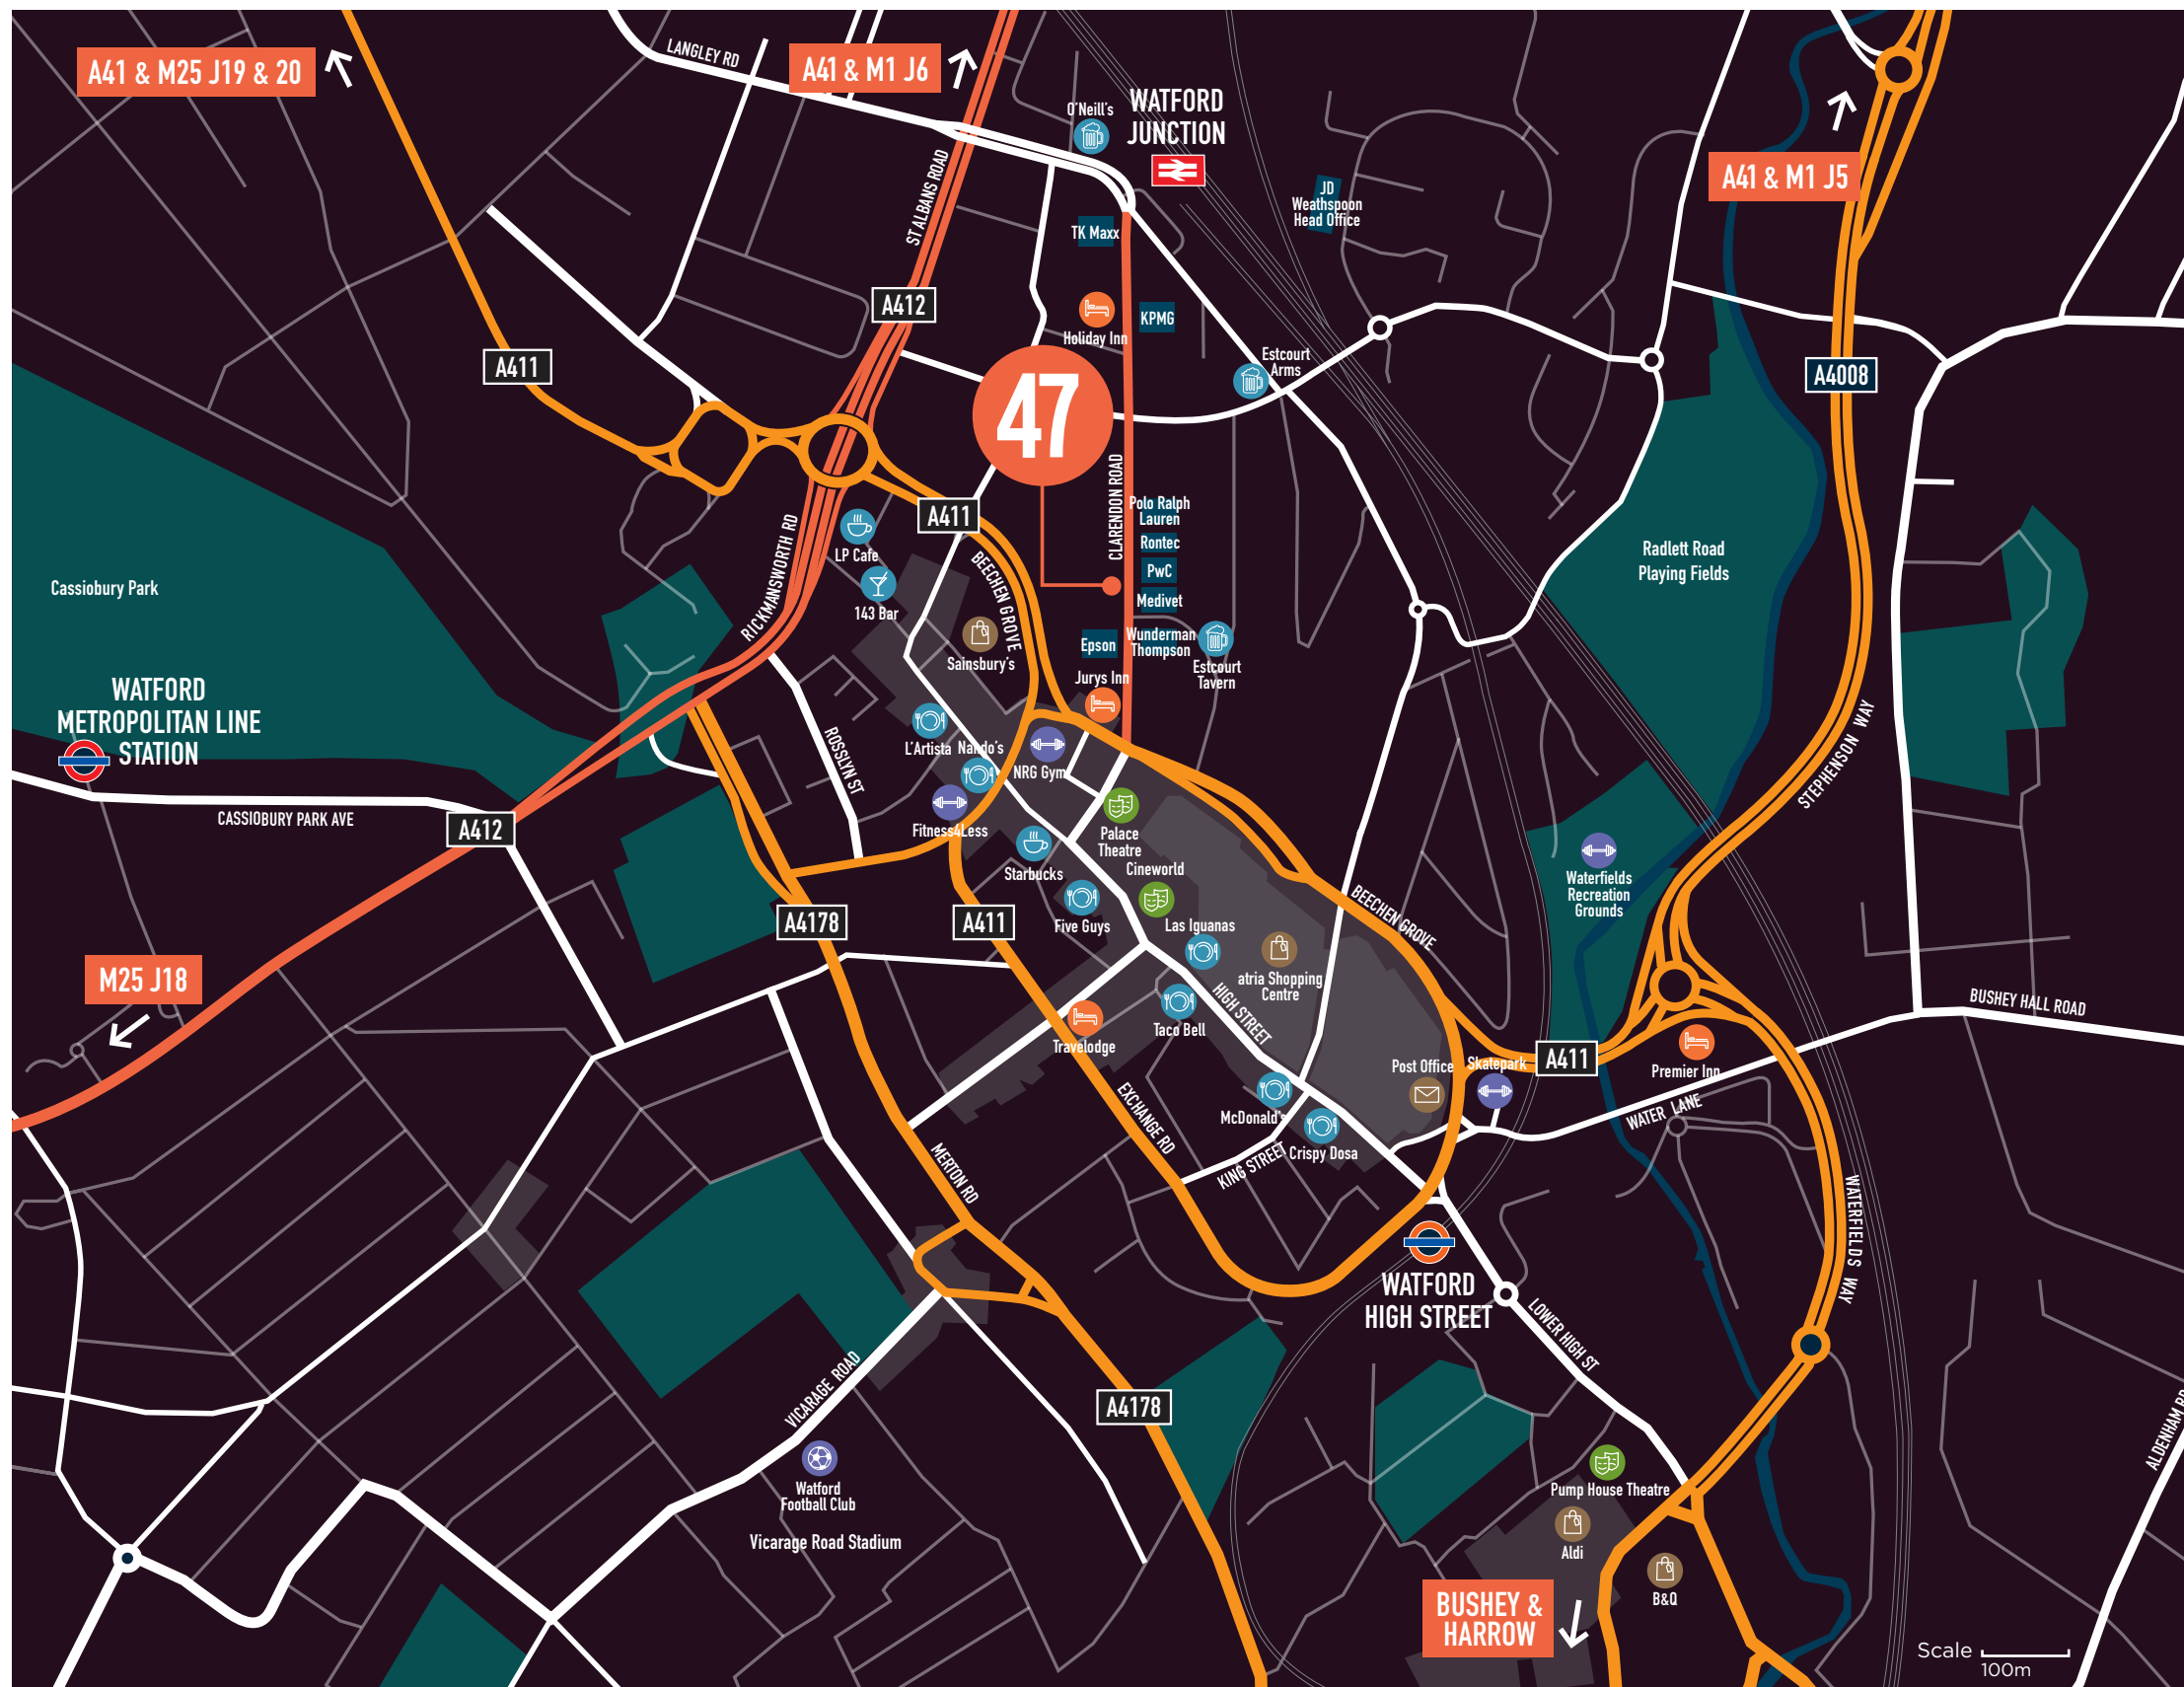 A41 & M25 J19 & 20
LANGLEY RD
A41 & M1 J6
O'Neill's
WATFORD
JUNCTION
A41 & M1 J5
ST ALBANS ROAD
JD
Weathspoon
Head Office
TK Maxx
A412
KPMG
Holiday Inn
A411
Estcourt
Arms
A4008
47
CLARENDON ROAD
A411
Polo Ralph
Lauren
Rontec
PwC
Medivet
LP Cafe
143 Bar
BEECHEN GROVE
Radlett Road
Playing Fields
Cassiobury Park
RICKMANSWORTH RD
Sainsbury's
Epson
Wunderman
Thompson
Estcourt
Tavern
Jurys Inn
WATFORD
METROPOLITAN LINE
STATION
ROSSLYN ST
L'Artista
Nando's
NRG Gym
STEPHENSON WAY
CASSIOBURY PARK AVE
A412
Fitness4Less
Palace
Theatre
Starbucks
Cineworld
Waterfields
Recreation
Grounds
A4178
A411
Five Guys
Las Iguanas
BEECHEN GROVE
atria Shopping
Centre
M25 J18
HIGH STREET
Taco Bell
BUSHEY HALL ROAD
Travelodge
Post Office
Skatepark
A411
Premier Inn
EXCHANGE RD
McDonald's
WATER LANE
KING STREET
Crispy Dosa
MERTON RD
WATERFIELDS WAY
WATFORD
HIGH STREET
LOWER HIGH ST
VICARAGE ROAD
A4178
ALDENHAM RD
Watford
Football Club
Pump House Theatre
Vicarage Road Stadium
Aldi
B&Q
BUSHEY &
HARROW
Scale
100m